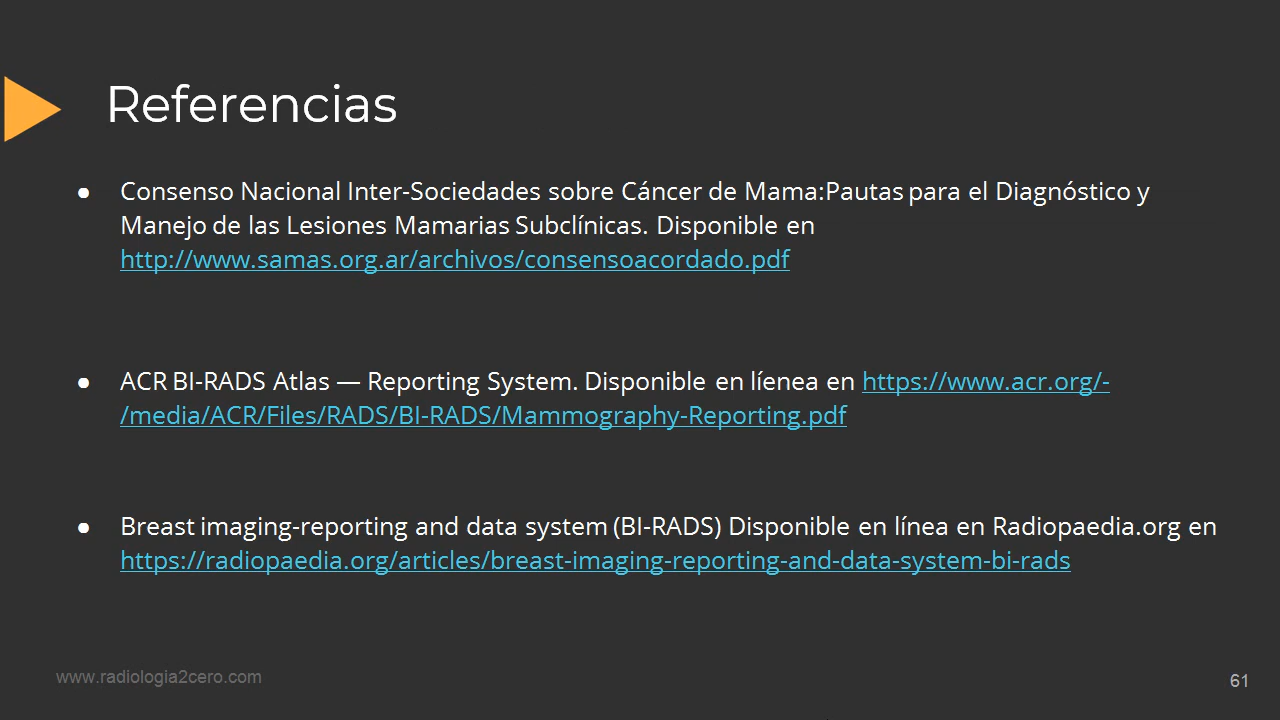 Referencias
● Consenso Nacional Inter-Sociedades sobre Cáncer de Mama:Pautas para el Diagnóstico y
Manejo de las Lesiones Mamarias Subclínicas. Disponible en
http://www.samas.org.ar/archivos/consensoacordado.pdf
● ACR BI-RADS Atlas — Reporting System. Disponible en líenea en https://www.acr.org/-
/media/ACR/Files/RADS/BI-RADS/Mammography-Reporting.pdf
● Breast imaging-reporting and data system (BI-RADS) Disponible en línea en Radiopaedia.org en
https://radiopaedia.org/articles/breast-imaging-reporting-and-data-system-bi-rads
www.radiologia2cero.com
61